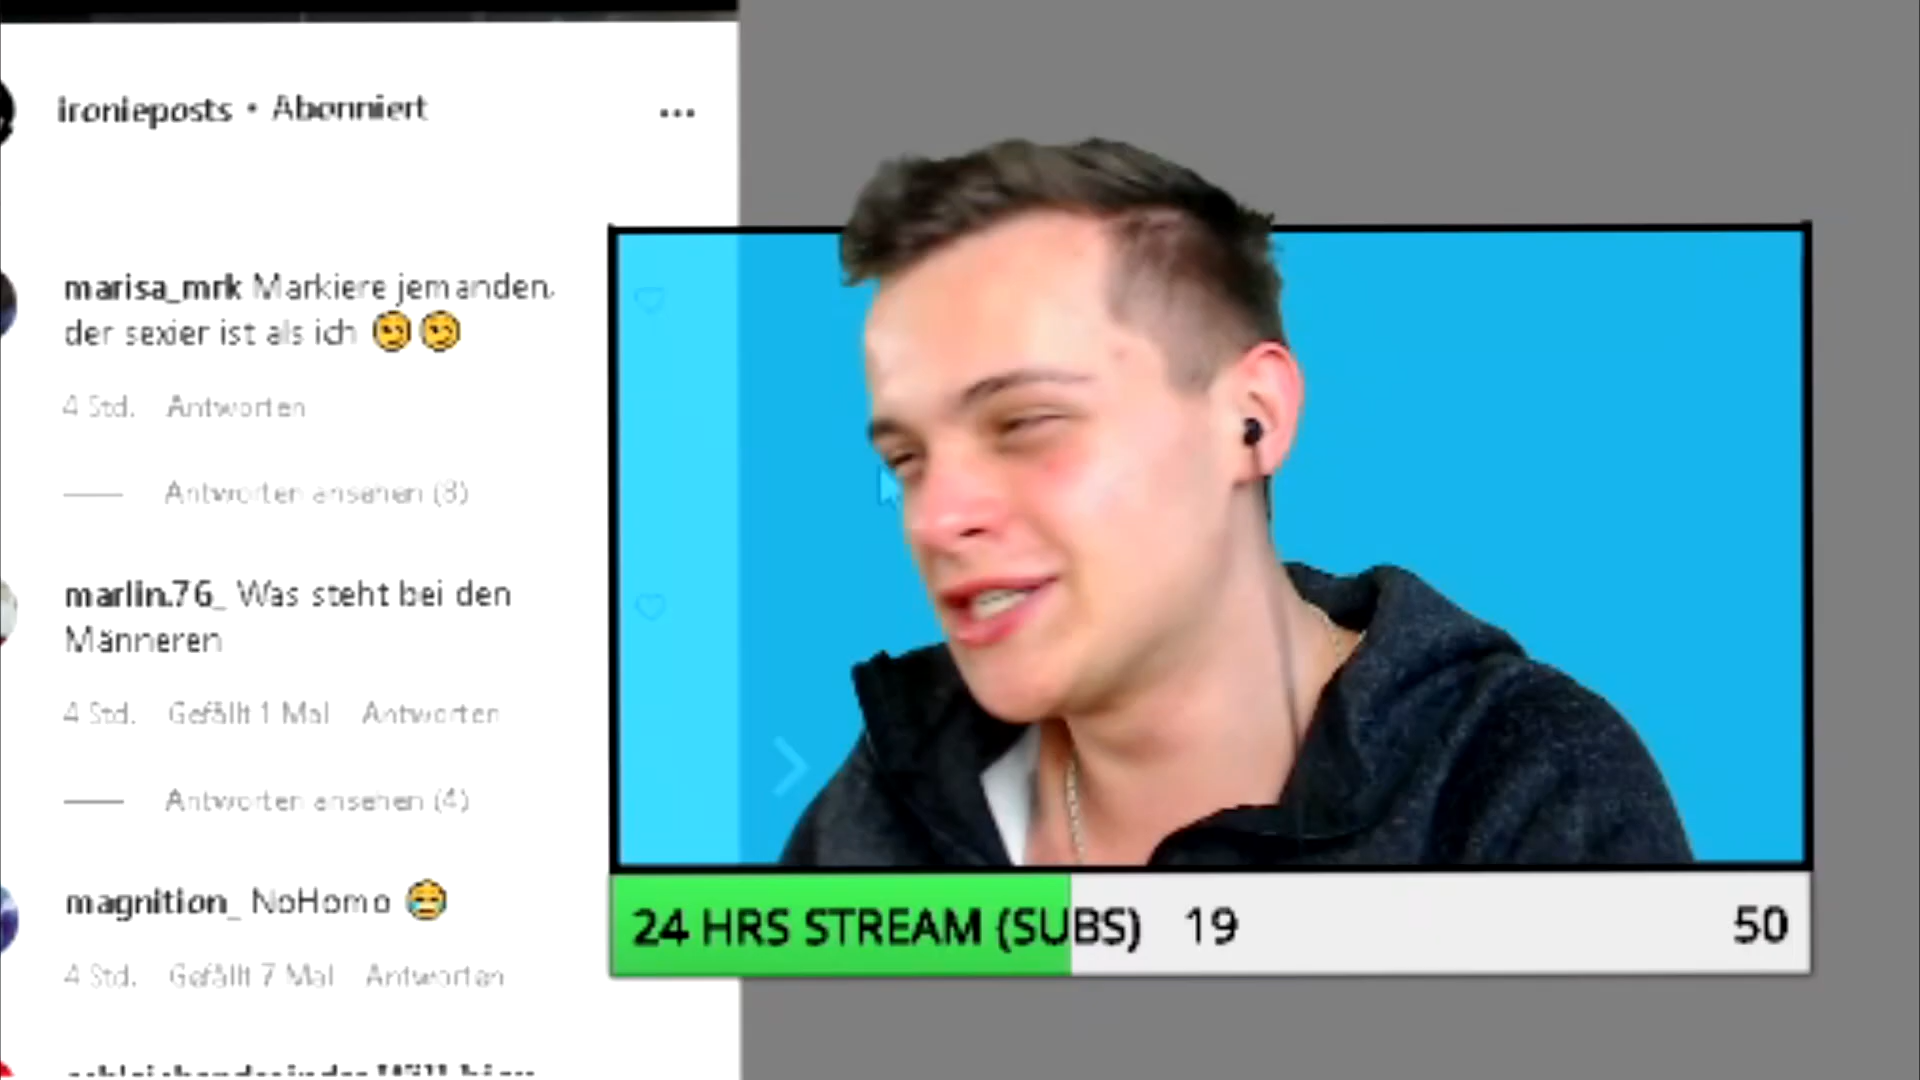 ironieposts • Abonniert
marisa_mrk Markiere jemanden,
der sexier ist als ich 😏😏
4 Std. Antworten
Antworten ansehen (8)
marlin.76_ Was steht bei den
Männeren
4 Std. Gefällt 1 Mal Antworten
Antworten ansehen (4)
magnition_ NoHomo 😂
4 Std. Gefällt 7 Mal Antworten
24 HRS STREAM (SUBS) 19 50